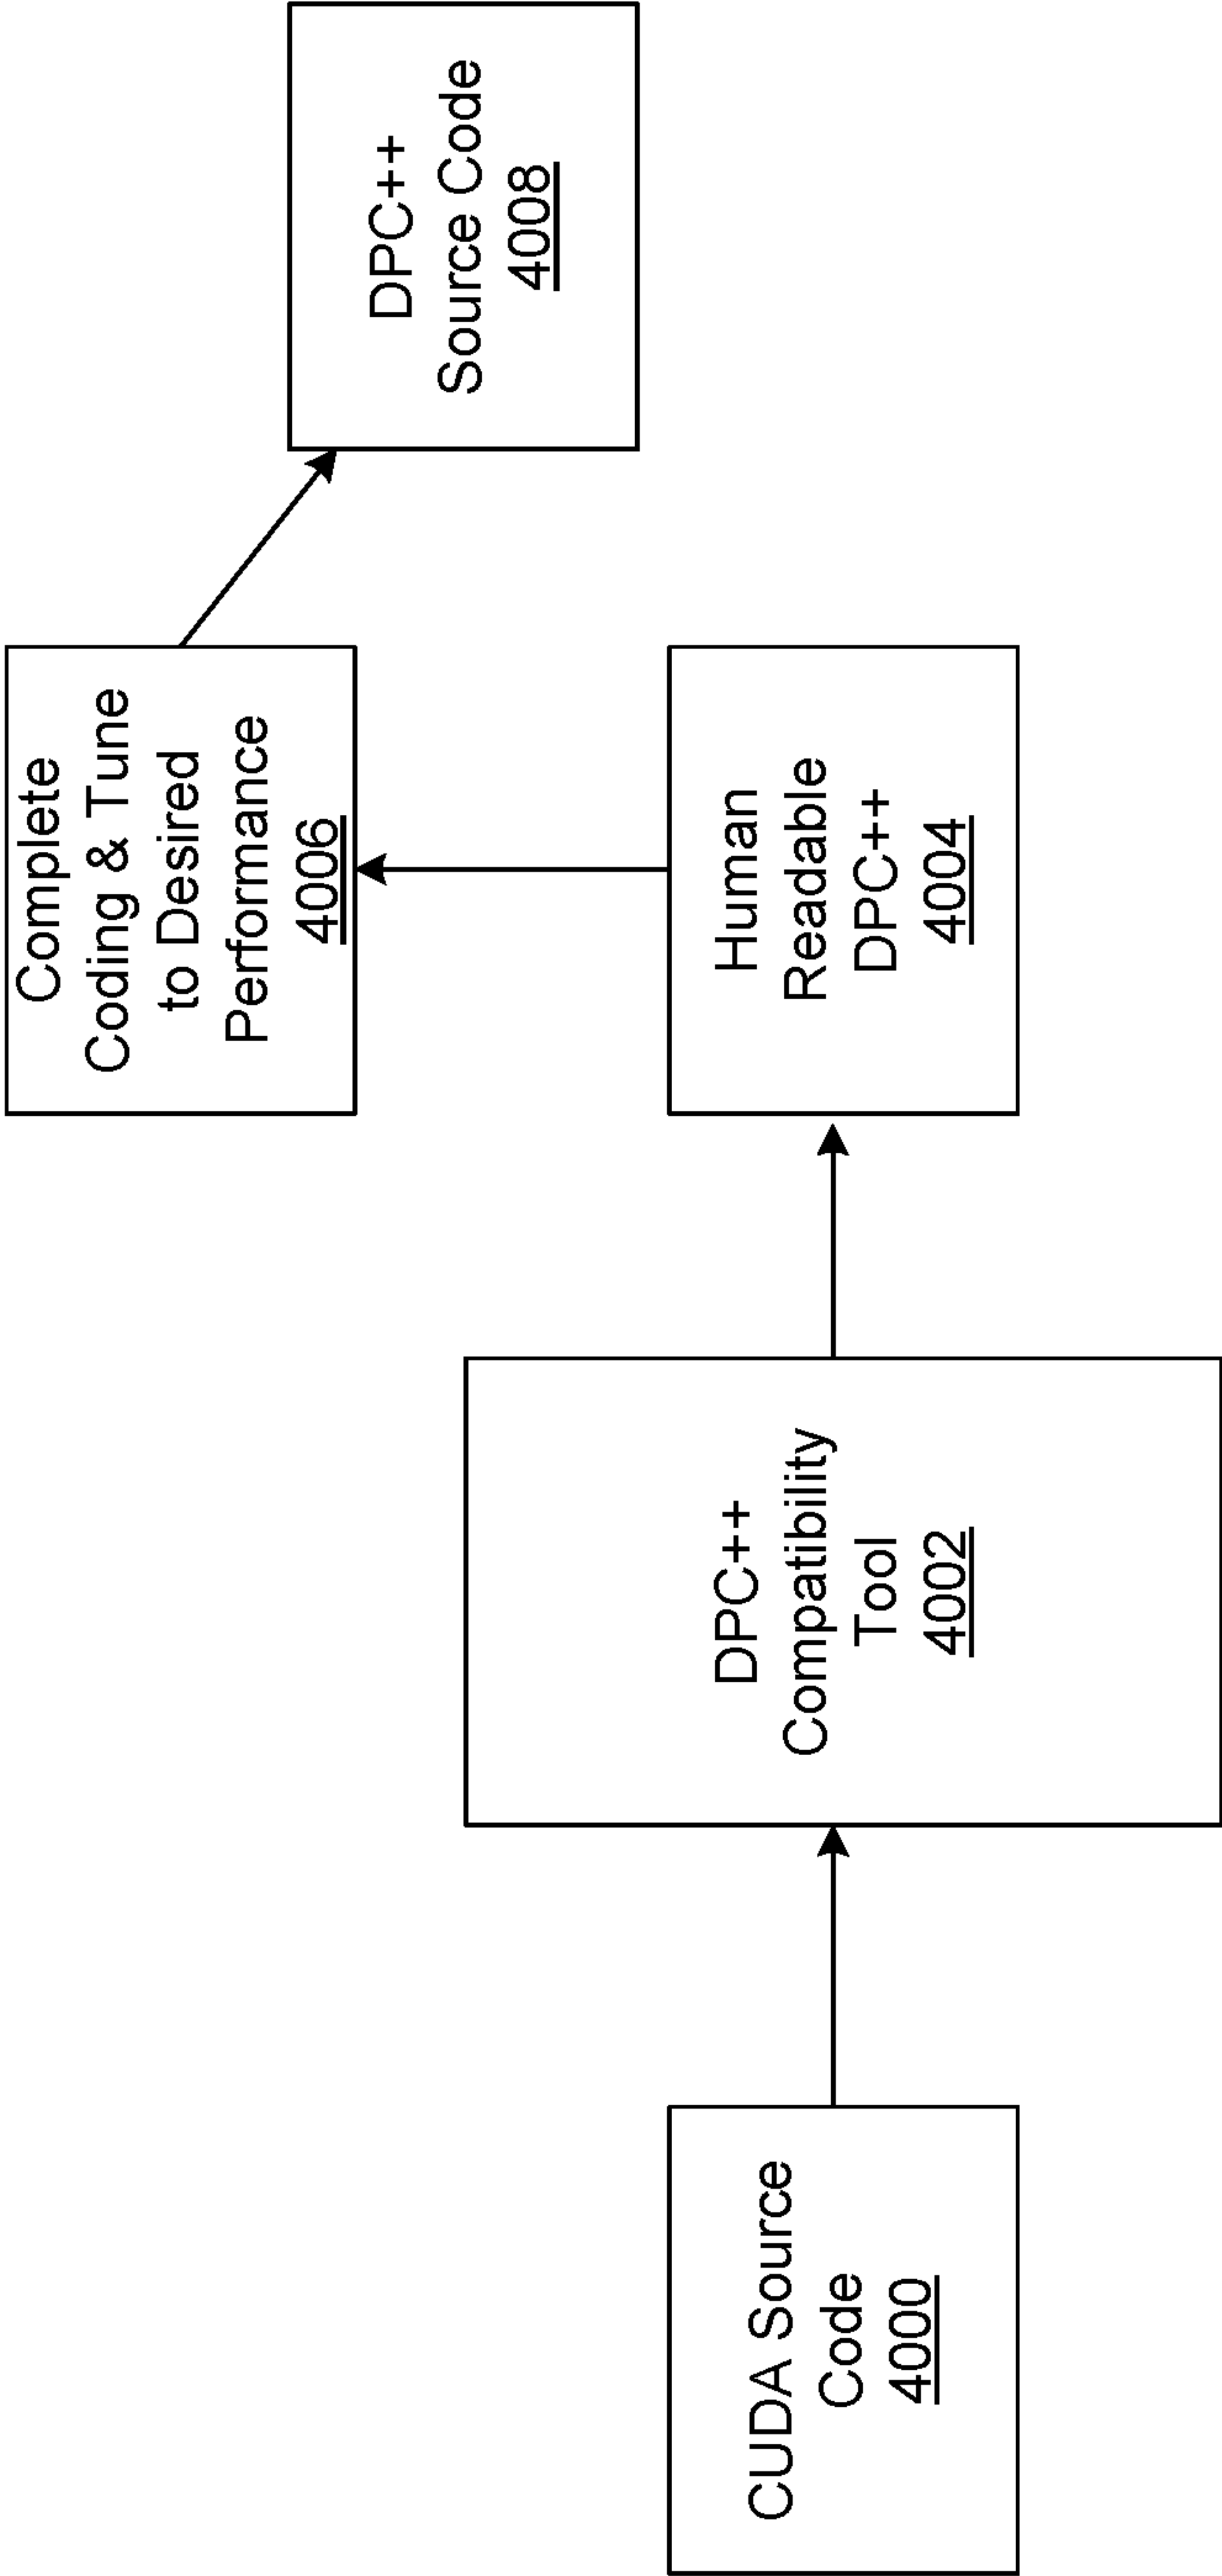 CUDA Source
Code
4000
DPC++
Compatibility
Tool
4002
Human
Readable
DPC++
4004
Complete
Coding & Tune
to Desired
Performance
4006
DPC++
Source Code
4008